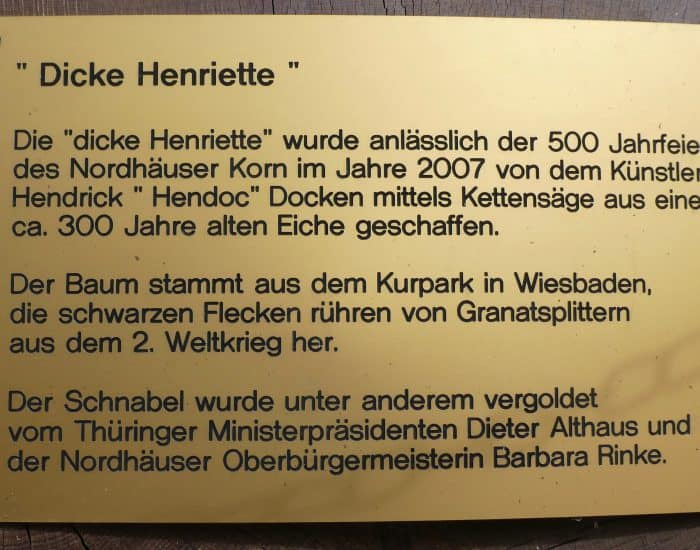 " Dicke Henriette "
Die "dicke Henriette" wurde anlässlich der 500 Jahrfeie
des Nordhäuser Korn im Jahre 2007 von dem Künstler
Hendrick " Hendoc" Docken mittels Kettensäge aus eine
ca. 300 Jahre alten Eiche geschaffen.
Der Baum stammt aus dem Kurpark in Wiesbaden,
die schwarzen Flecken rühren von Granatsplittern
aus dem 2. Weltkrieg her.
Der Schnabel wurde unter anderem vergoldet
vom Thüringer Ministerpräsidenten Dieter Althaus und
der Nordhäuser Oberbürgermeisterin Barbara Rinke.